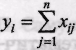 y_i = \sum_{j=1}^{n} x_{ij}